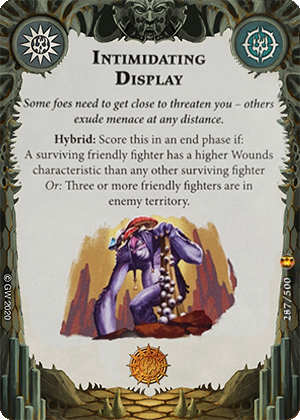 INTIMIDATING
DISPLAY
Some foes need to get close to threaten you – others
exude menace at any distance.
Hybrid: Score this in an end phase if:
A surviving friendly fighter has a higher Wounds
characteristic than any other surviving fighter
Or: Three or more friendly fighters are in
enemy territory.
© GW 2020
287/500